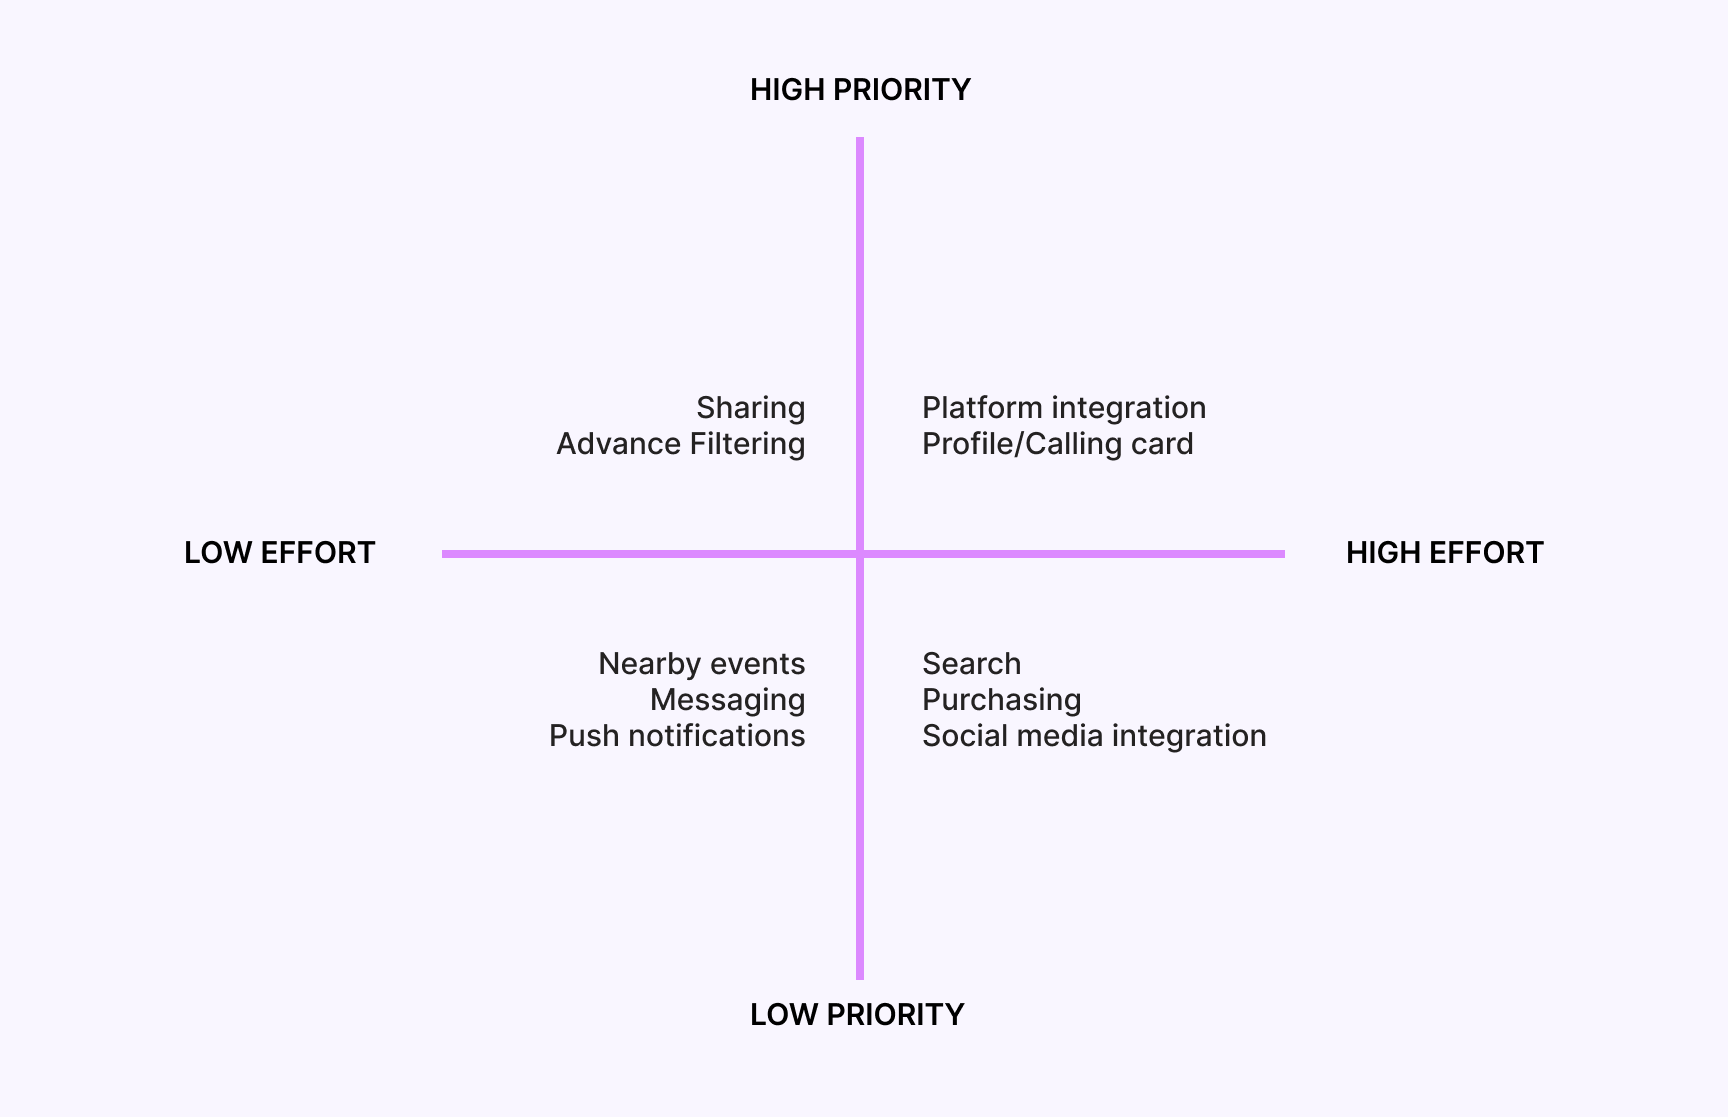 HIGH PRIORITY
Sharing
Advance Filtering
Platform integration
Profile/Calling card
LOW EFFORT
HIGH EFFORT
Nearby events
Messaging
Push notifications
Search
Purchasing
Social media integration
LOW PRIORITY